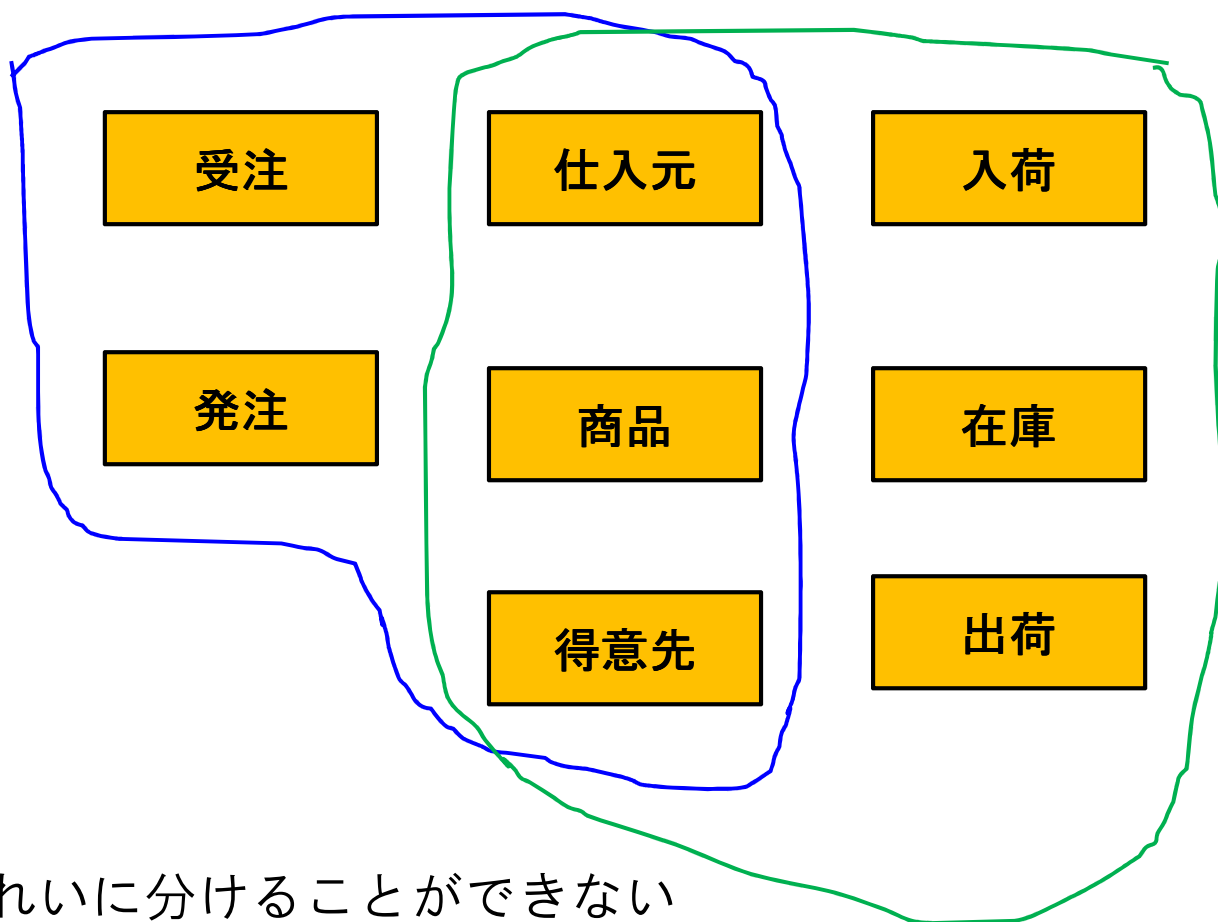 受注
仕入元
入荷
発注
商品
在庫
得意先
出荷
れいに分けることができない